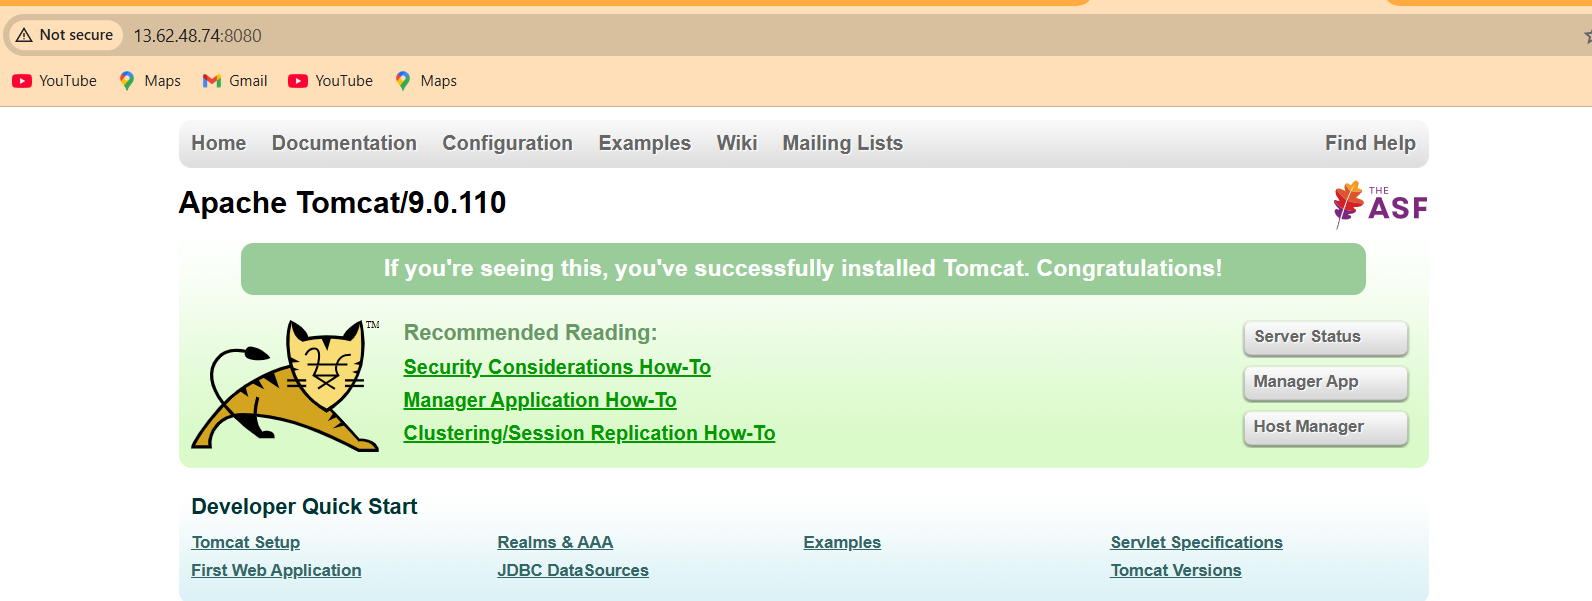 Not secure 13.62.48.74:8080
YouTube Maps Gmail YouTube Maps
Home Documentation Configuration Examples Wiki Mailing Lists Find Help
Apache Tomcat/9.0.110
THE
ASF
If you're seeing this, you've successfully installed Tomcat. Congratulations!
TM
Recommended Reading:
Security Considerations How-To
Manager Application How-To
Clustering/Session Replication How-To
Server Status
Manager App
Host Manager
Developer Quick Start
Tomcat Setup Realms & AAA Examples Servlet Specifications
First Web Application JDBC DataSources Tomcat Versions